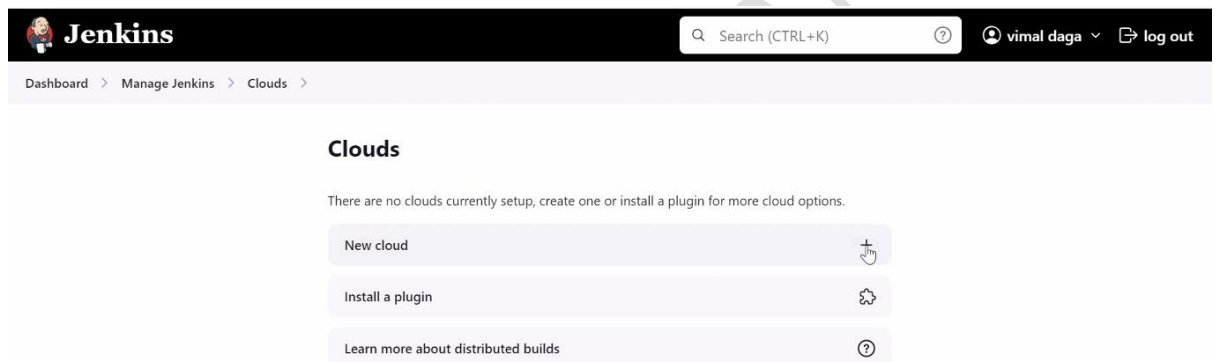 Jenkins
Search (CTRL+K)
vimal daga
log out
Dashboard > Manage Jenkins > Clouds >
Clouds
There are no clouds currently setup, create one or install a plugin for more cloud options.
New cloud
Install a plugin
Learn more about distributed builds